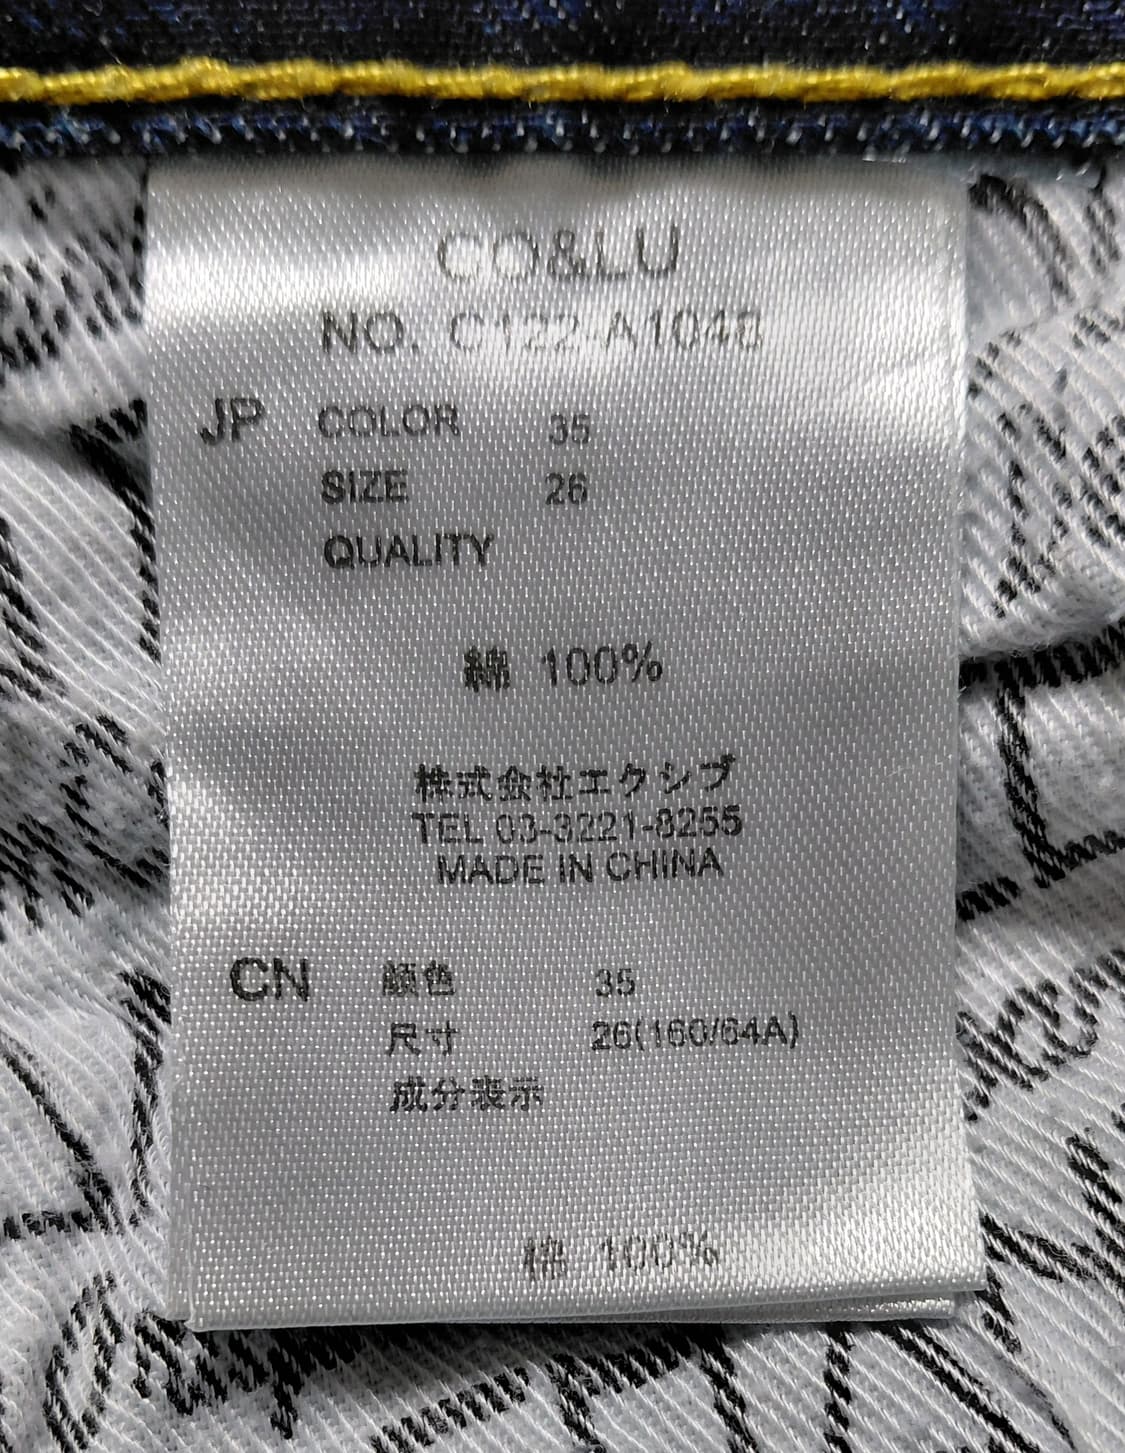 CO&LU
NO. C122-A1048
JP COLOR 35
SIZE 26
QUALITY
綿 100%
株式会社エクシブ
TEL 03-3221-8255
MADE IN CHINA
CN 颜色 35
尺寸 26(160/64A)
成分表示
棉 100%